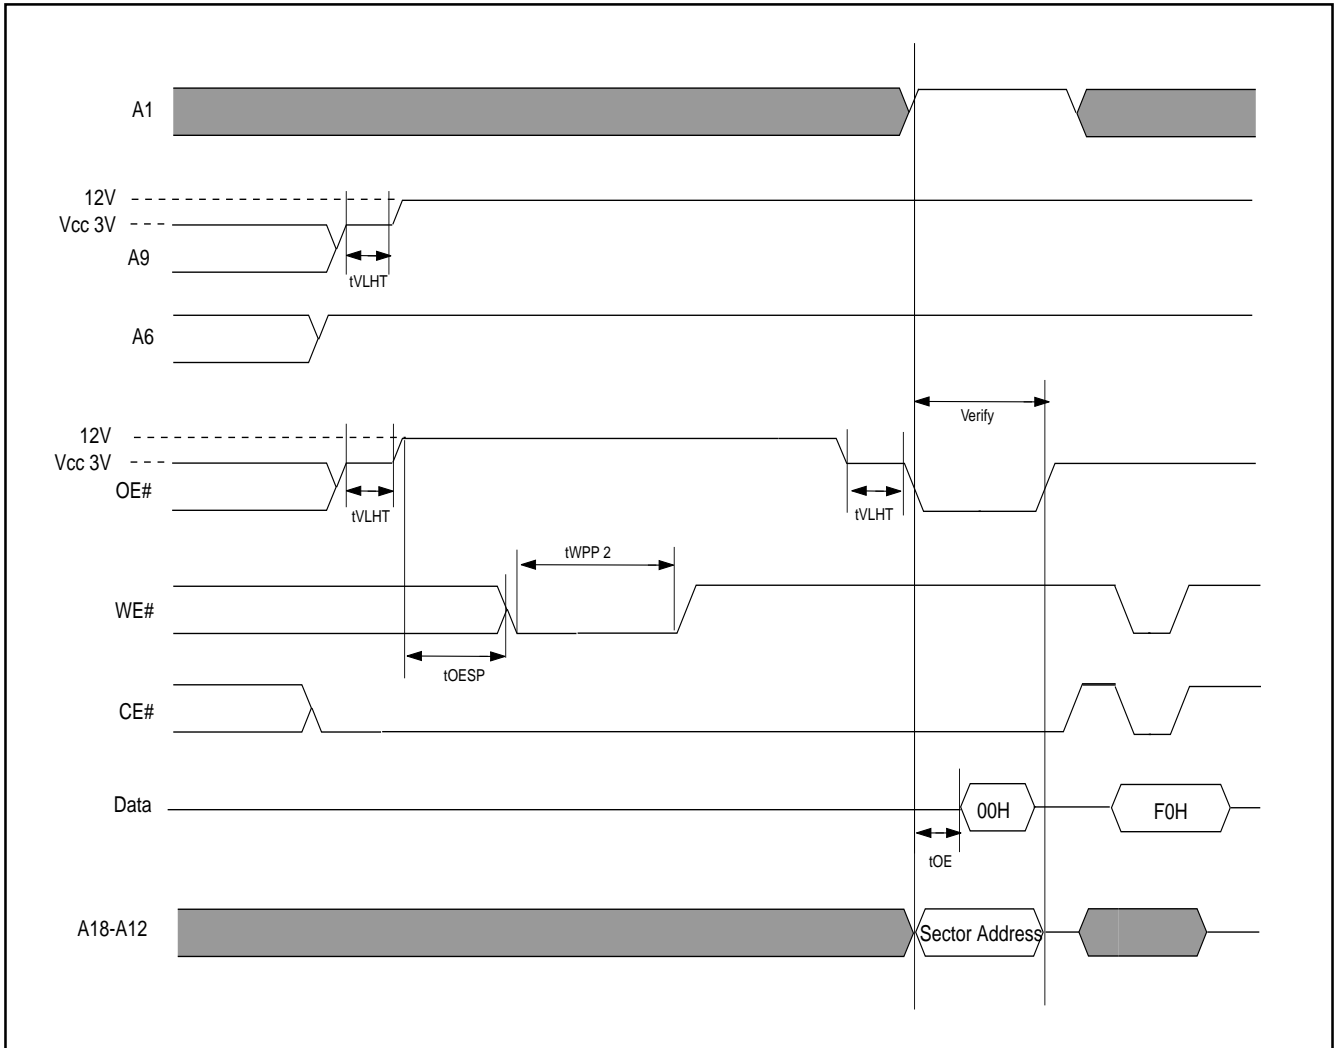 A1
12V
Vcc 3V
A9
tVLHT
A6
Verify
12V
Vcc 3V
OE#
tVLHT
tVLHT
tWPP 2
WE#
tOESP
CE#
Data
00H
F0H
tOE
A18-A12
Sector Address